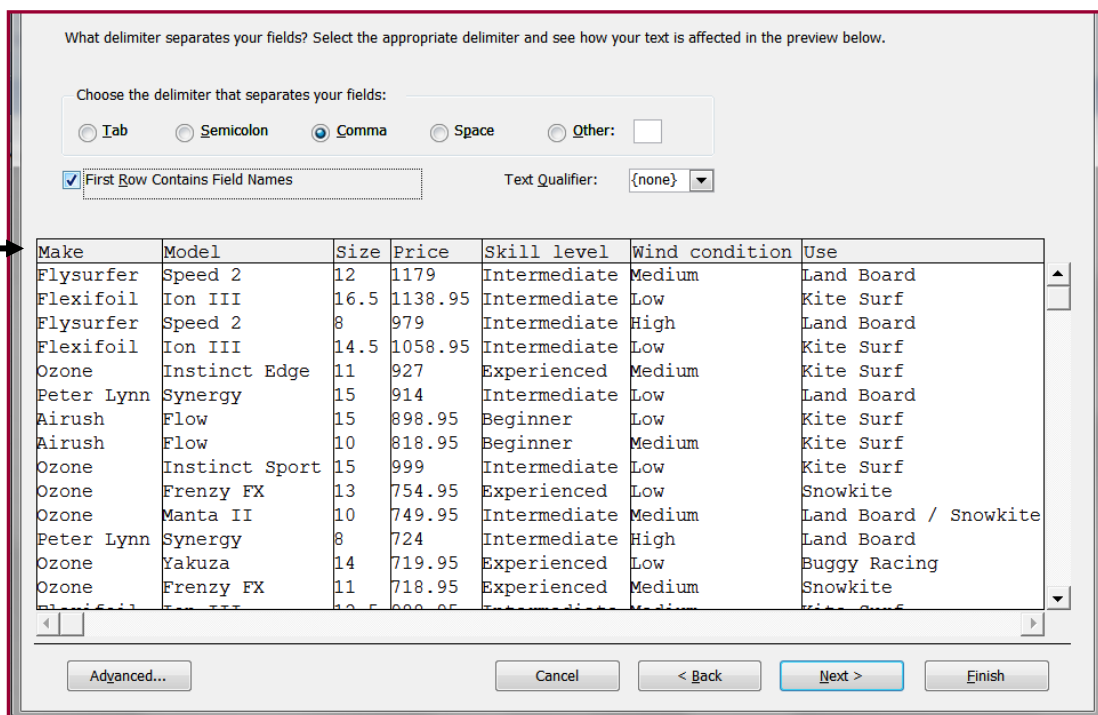 What delimiter separates your fields? Select the appropriate delimiter and see how your text is affected in the preview below.
Choose the delimiter that separates your fields:
Tab Semicolon Comma Space Other:
First Row Contains Field Names Text Qualifier: {none}
Make Model Size Price Skill level Wind condition Use
Flysurfer Speed 2 12 1179 Intermediate Medium Land Board
Flexifoil Ion III 16.5 1138.95 Intermediate Low Kite Surf
Flysurfer Speed 2 8 979 Intermediate High Land Board
Flexifoil Ion III 14.5 1058.95 Intermediate Low Kite Surf
Ozone Instinct Edge 11 927 Experienced Medium Kite Surf
Peter Lynn Synergy 15 914 Intermediate Low Land Board
Airush Flow 15 898.95 Beginner Low Kite Surf
Airush Flow 10 818.95 Beginner Medium Kite Surf
Ozone Instinct Sport 15 999 Intermediate Low Kite Surf
Ozone Frenzy FX 13 754.95 Experienced Low Snowkite
Ozone Manta II 10 749.95 Intermediate Medium Land Board / Snowkite
Peter Lynn Synergy 8 724 Intermediate High Land Board
Ozone Yakuza 14 719.95 Experienced Low Buggy Racing
Ozone Frenzy FX 11 718.95 Experienced Medium Snowkite
Advanced... Cancel < Back Next > Finish